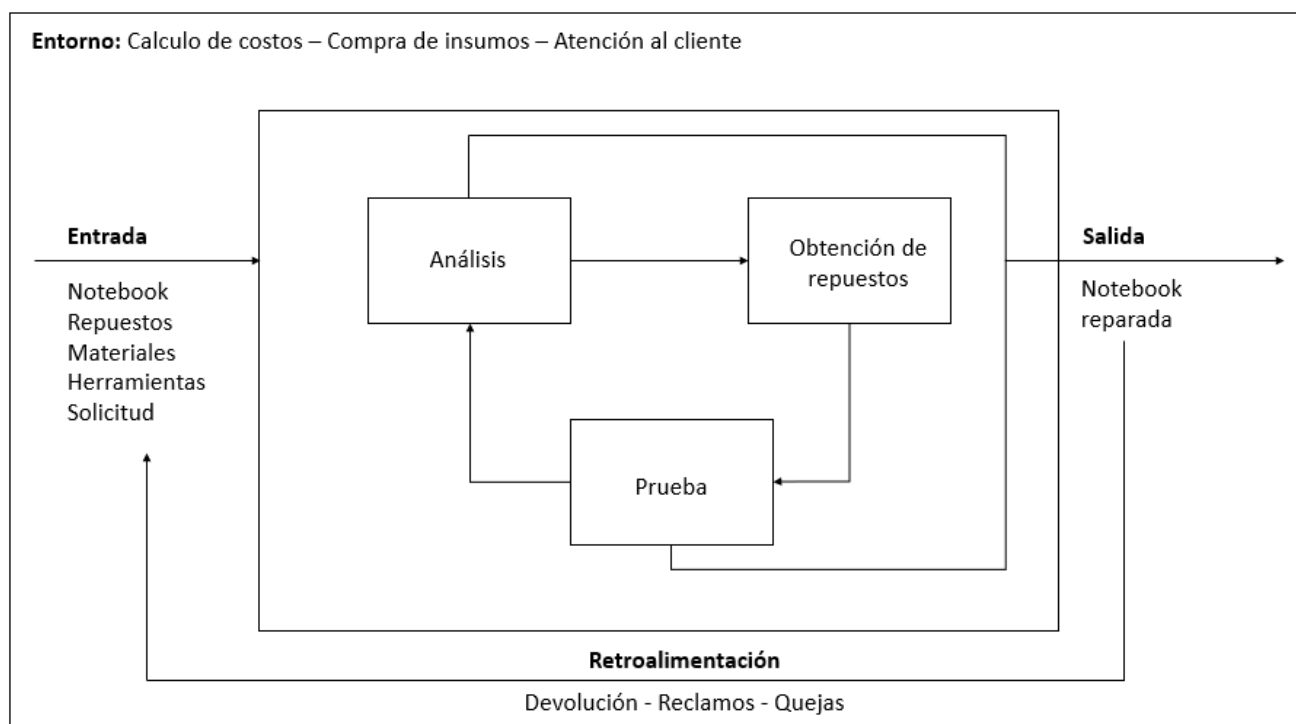 Entorno: Calculo de costos – Compra de insumos – Atención al cliente
Entrada
Notebook
Repuestos
Materiales
Herramientas
Solicitud
Análisis
Obtención de
repuestos
Prueba
Salida
Notebook
reparada
Retroalimentación
Devolución - Reclamos - Quejas